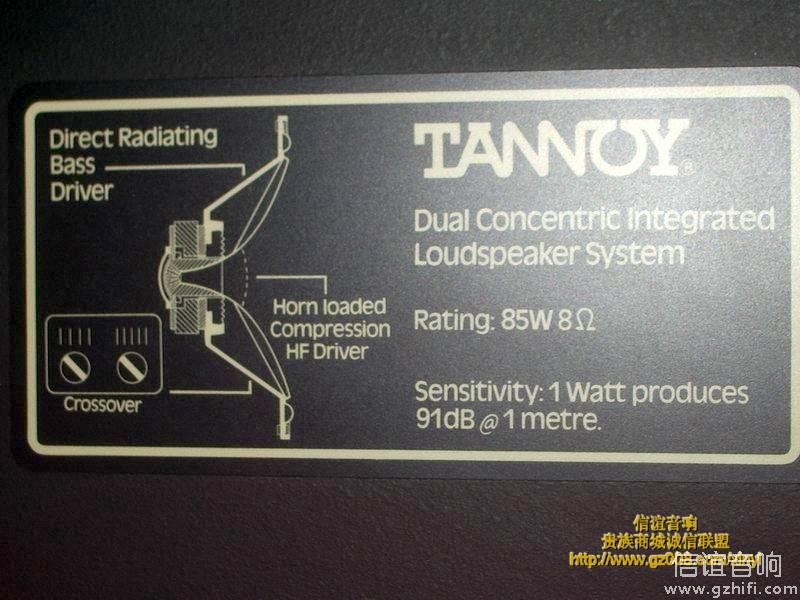 Direct Radiating
Bass
Driver
Horn loaded
Compression
HF Driver
Crossover
TANNOY®
Dual Concentric Integrated
Loudspeaker System
Rating: 85W 8Ω
Sensitivity: 1 Watt produces
91dB @ 1 metre.
信谊音响
贵族商城诚信联盟
信谊音响
www.gzhifi.com